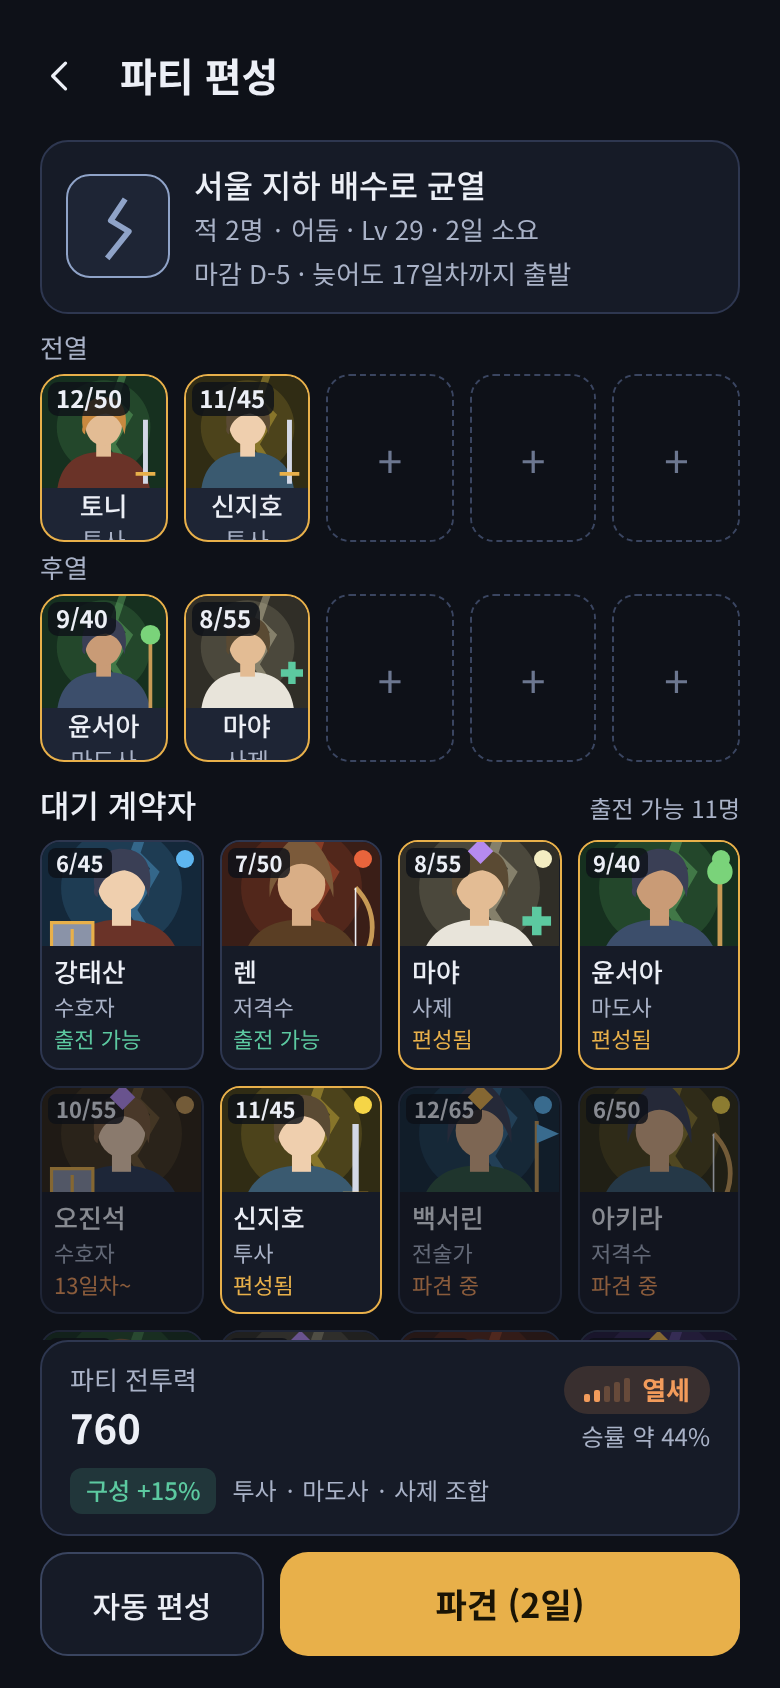 파티 편성
서울 지하 배수로 균열
적 2명 · 어둠 · Lv 29 · 2일 소요
마감 D-5 · 늦어도 17일차까지 출발
전열
12/50 11/45
토니 신지호
투사 투사
+ + +
후열
9/40 8/55
윤서아 마야
마도사 사제
+ + +
대기 계약자 출전 가능 11명
6/45 7/50 8/55 9/40
강태산 렌 마야 윤서아
수호자 저격수 사제 마도사
출전 가능 출전 가능 편성됨 편성됨
10/55 11/45 12/65 6/50
오진석 신지호 백서린 아키라
수호자 투사 전술가 저격수
13일차~ 편성됨 파견 중 파견 중
파티 전투력 열세
760 승률 약 44%
구성 +15% 투사 · 마도사 · 사제 조합
자동 편성 파견 (2일)